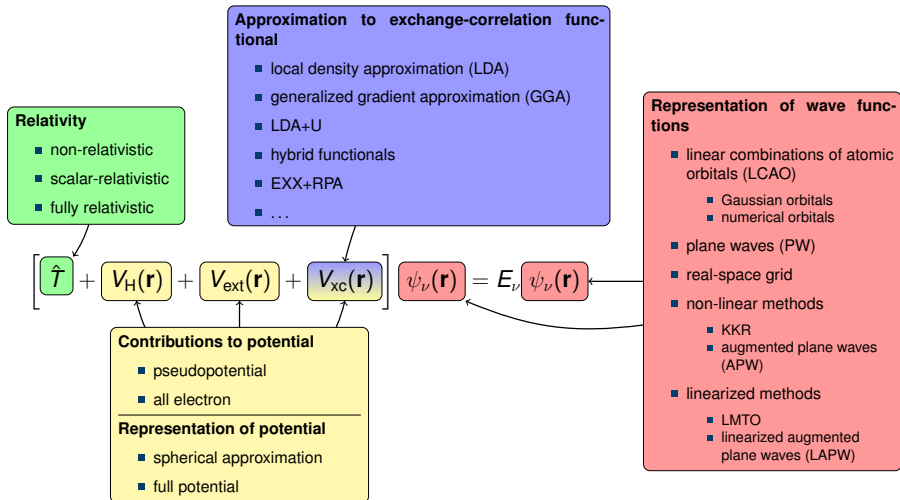 Approximation to exchange-correlation func-
tional
local density approximation (LDA)
generalized gradient approximation (GGA)
LDA+U
hybrid functionals
EXX+RPA
...
Relativity
non-relativistic
scalar-relativistic
fully relativistic
Representation of wave func-
tions
linear combinations of atomic
orbitals (LCAO)
Gaussian orbitals
numerical orbitals
plane waves (PW)
real-space grid
non-linear methods
KKR
augmented plane waves
(APW)
linearized methods
LMTO
linearized augmented
plane waves (LAPW)
[T̂ + V_H(r) + V_ext(r) + V_xc(r)] ψ_ν(r) = E_ν ψ_ν(r)
Contributions to potential
pseudopotential
all electron
Representation of potential
spherical approximation
full potential